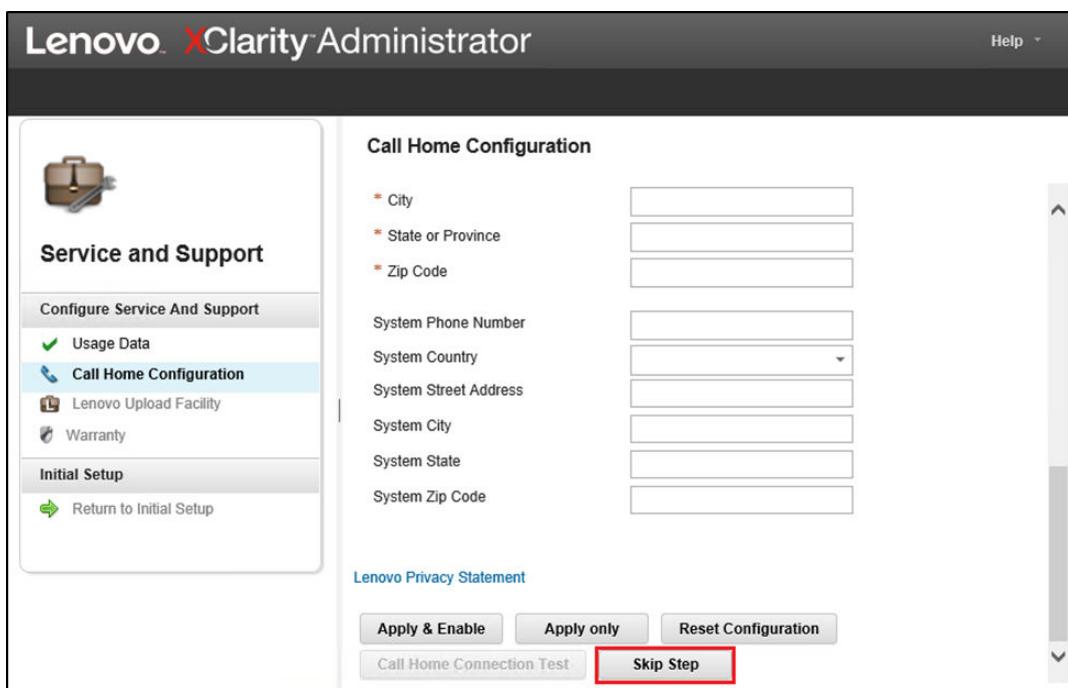 Lenovo. XClarity Administrator
Help
Service and Support
Configure Service And Support
Usage Data
Call Home Configuration
Lenovo Upload Facility
Warranty
Initial Setup
Return to Initial Setup
Call Home Configuration
* City
* State or Province
* Zip Code
System Phone Number
System Country
System Street Address
System City
System State
System Zip Code
Lenovo Privacy Statement
Apply & Enable Apply only Reset Configuration
Call Home Connection Test Skip Step